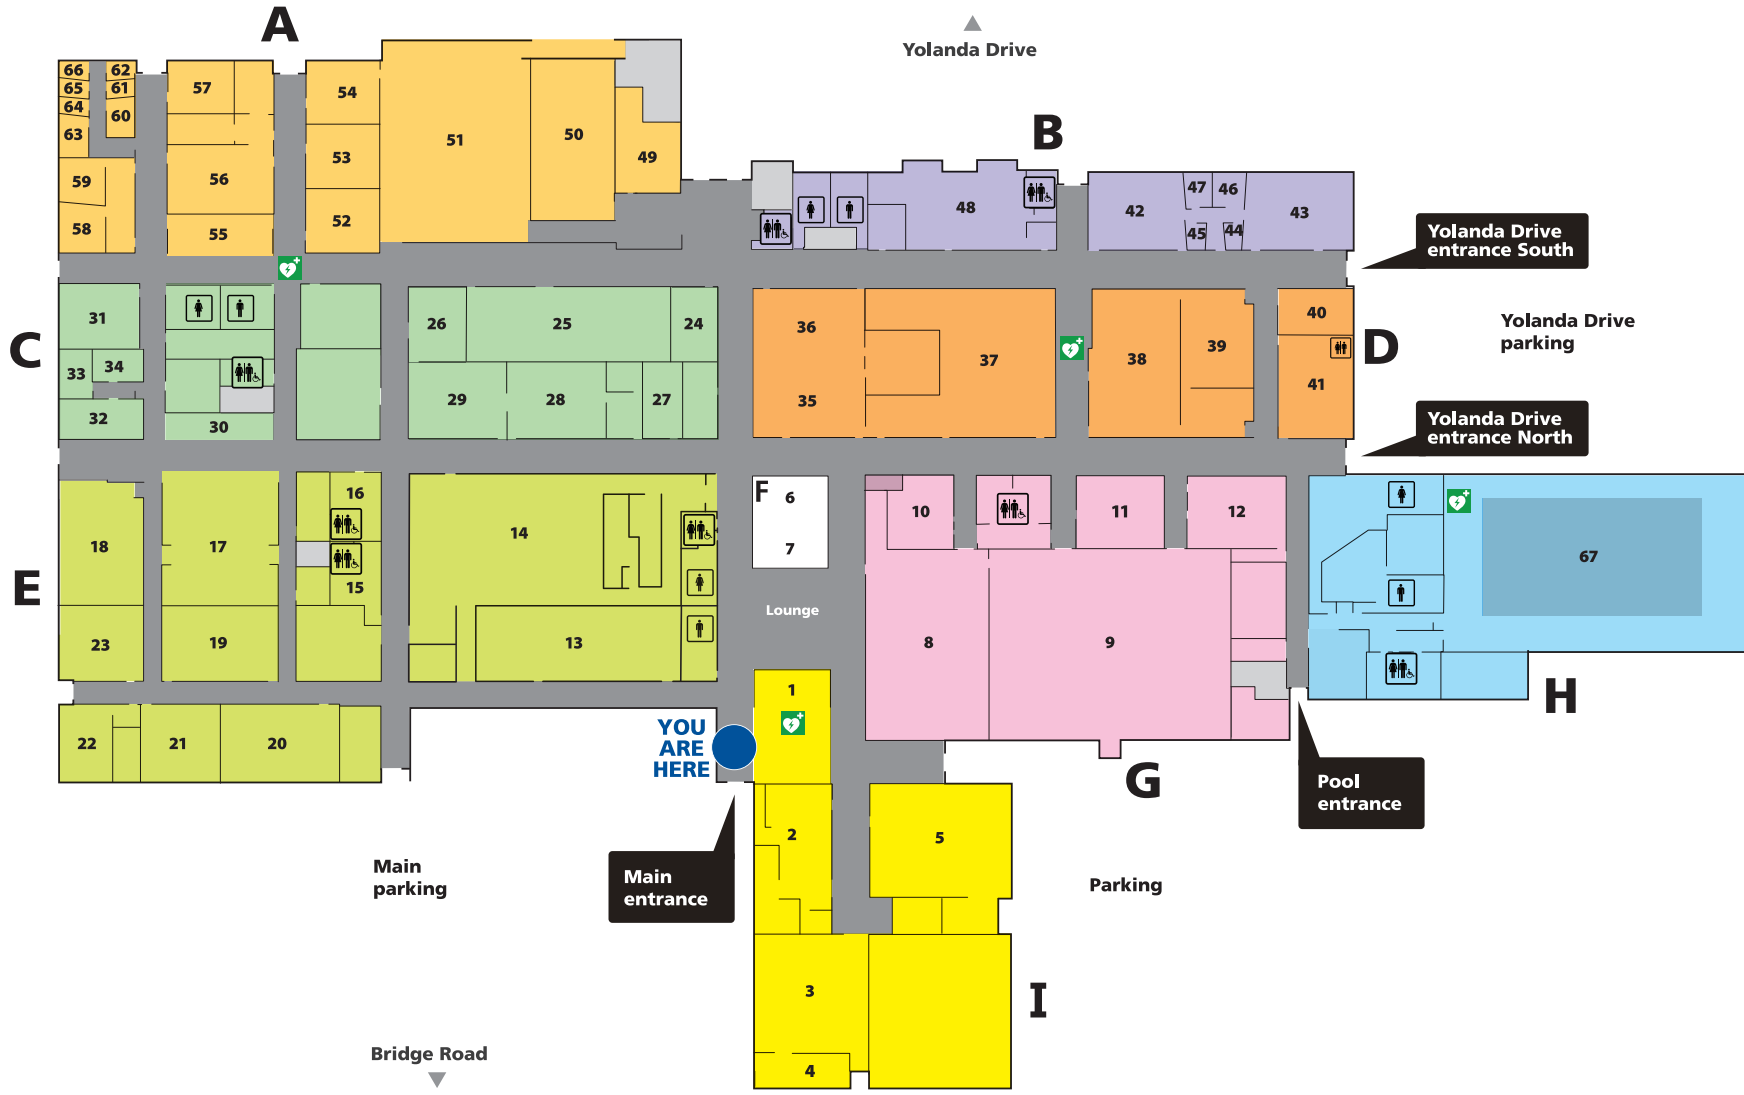 A
Yolanda Drive
B
66
62
65
61
64
60
63
57
54
51
50
49
53
59
56
58
55
52
48
42
47
46
45
44
43
Yolanda Drive
entrance South
C
31
34
33
32
30
26
25
24
29
28
27
36
35
37
38
39
40
41
D
Yolanda Drive
parking
Yolanda Drive
entrance North
E
18
17
16
15
14
13
23
19
22
21
20
F
6
7
Lounge
10
11
12
8
9
G
67
H
Pool
entrance
1
YOU
ARE
HERE
2
5
3
4
I
Main
entrance
Main
parking
Parking
Bridge Road